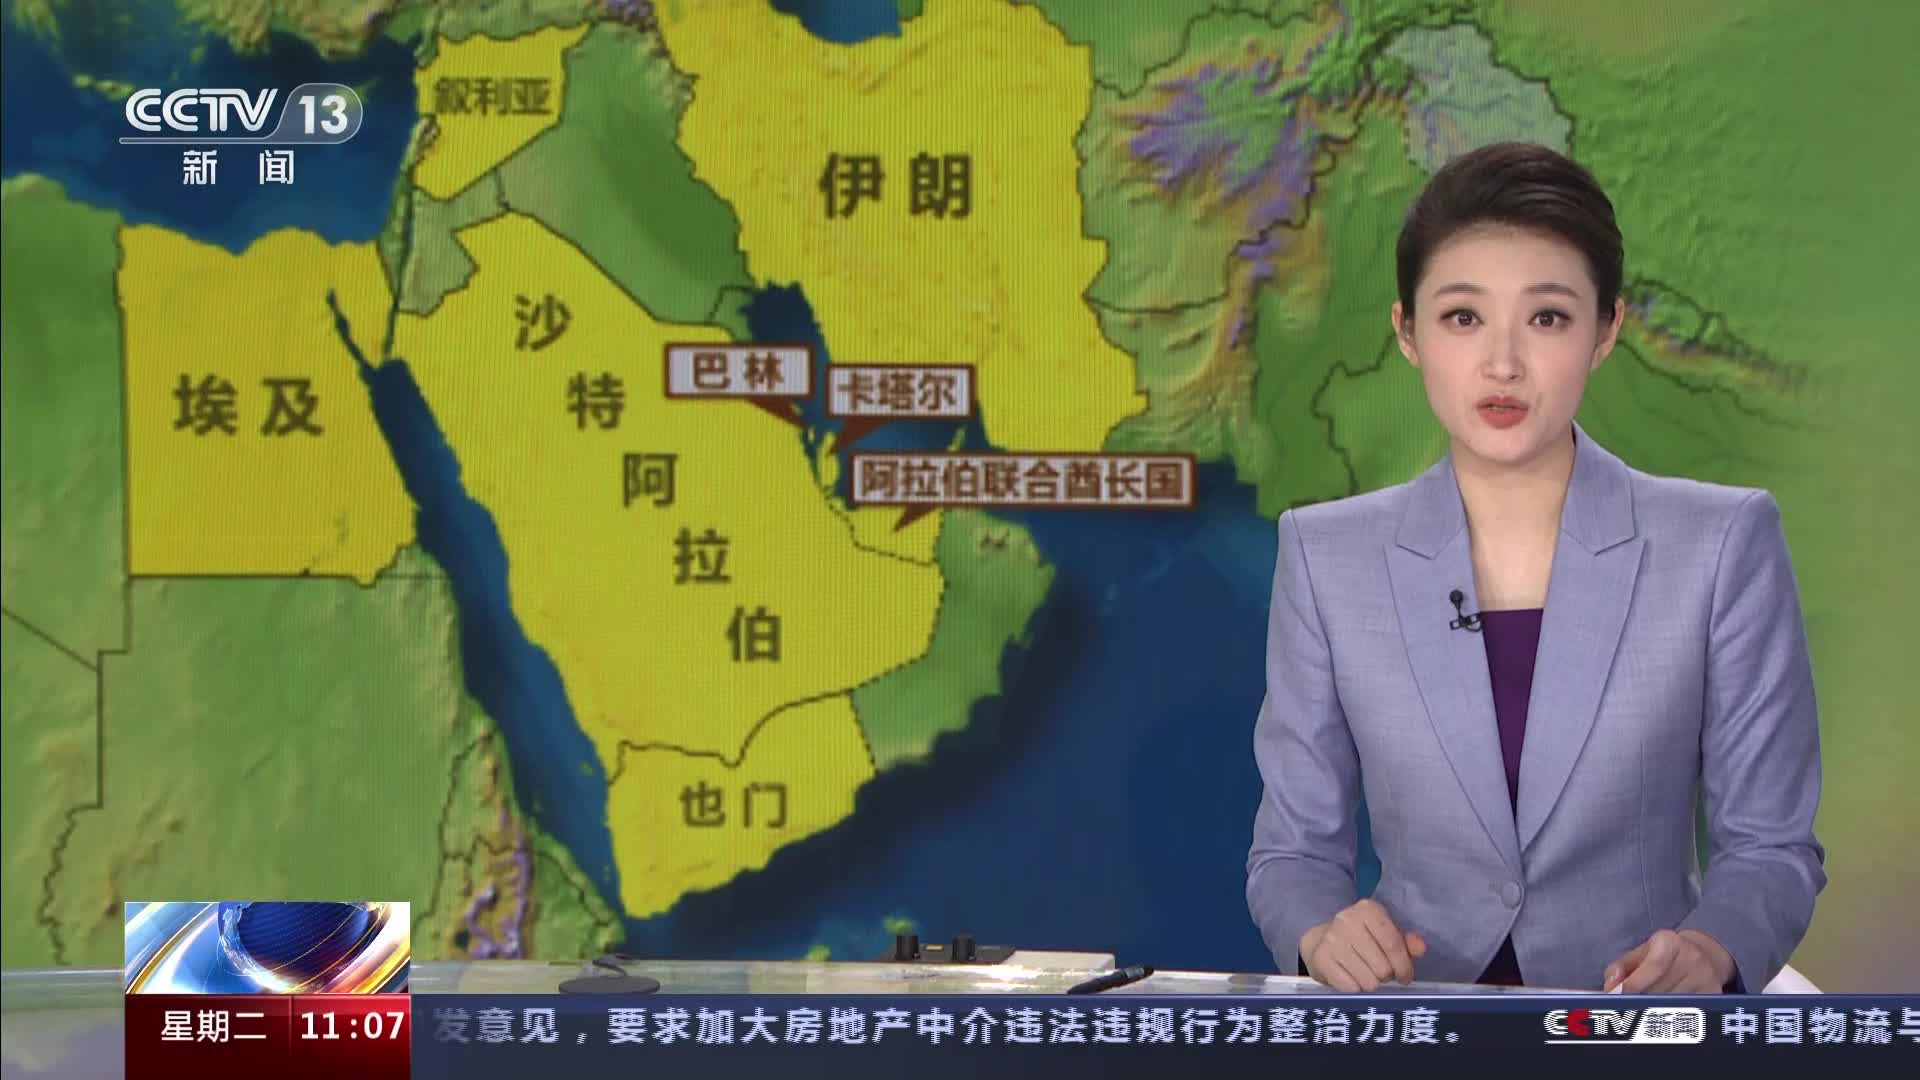 CCTV 13
新 闻
叙利亚
伊朗
沙特阿拉伯
埃及
巴林
卡塔尔
阿拉伯联合酋长国
也门
星期二 11:07
发意见，要求加大房地产中介违法违规行为整治力度。 CCTV新闻 中国物流与